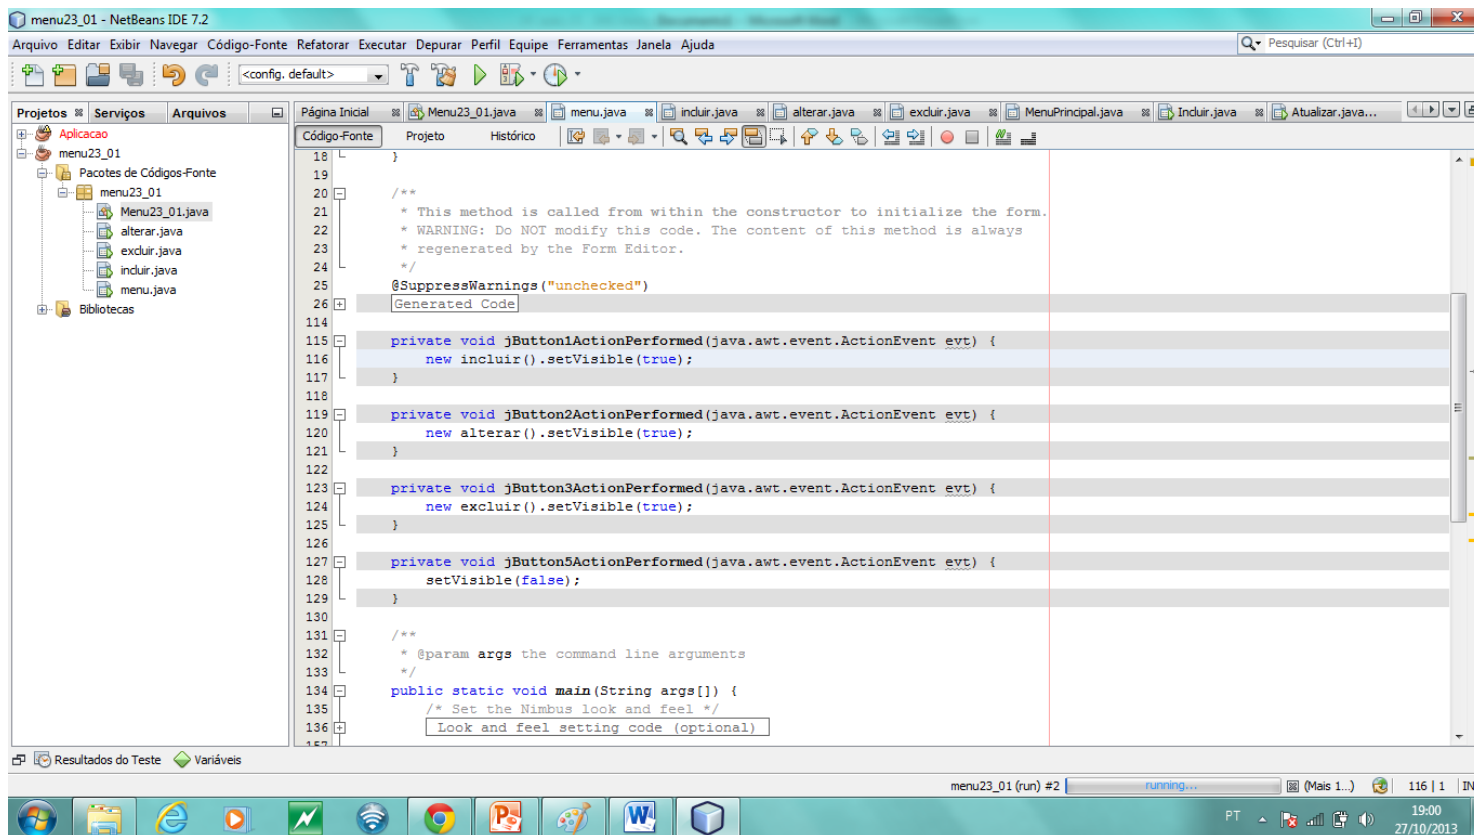 menu23_01 - NetBeans IDE 7.2
Arquivo Editar Exibir Navegar Código-Fonte Refatorar Executar Depurar Perfil Equipe Ferramentas Janela Ajuda
Pesquisar (Ctrl+I)
<config. default>
Projetos Serviços Arquivos
Página Inicial Menu23_01.java menu.java incluir.java alterar.java excluir.java MenuPrincipal.java Incluir.java Atualizar.java...
Código-Fonte Projeto Histórico
Aplicacao
menu23_01
Pacotes de Códigos-Fonte
menu23_01
Menu23_01.java
alterar.java
excluir.java
incluir.java
menu.java
Bibliotecas
18 }
19
20 /**
21 * This method is called from within the constructor to initialize the form.
22 * WARNING: Do NOT modify this code. The content of this method is always
23 * regenerated by the Form Editor.
24 */
25 @SuppressWarnings("unchecked")
26 Generated Code
114
115 private void jButton1ActionPerformed(java.awt.event.ActionEvent evt) {
116 new incluir().setVisible(true);
117 }
118
119 private void jButton2ActionPerformed(java.awt.event.ActionEvent evt) {
120 new alterar().setVisible(true);
121 }
122
123 private void jButton3ActionPerformed(java.awt.event.ActionEvent evt) {
124 new excluir().setVisible(true);
125 }
126
127 private void jButton5ActionPerformed(java.awt.event.ActionEvent evt) {
128 setVisible(false);
129 }
130
131 /**
132 * @param args the command line arguments
133 */
134 public static void main(String args[]) {
135 /* Set the Nimbus look and feel */
136 Look and feel setting code (optional)
Resultados do Teste Variáveis
menu23_01 (run) #2 running... (Mais 1...) 116 | 1 IN
PT 19:00
27/10/2013